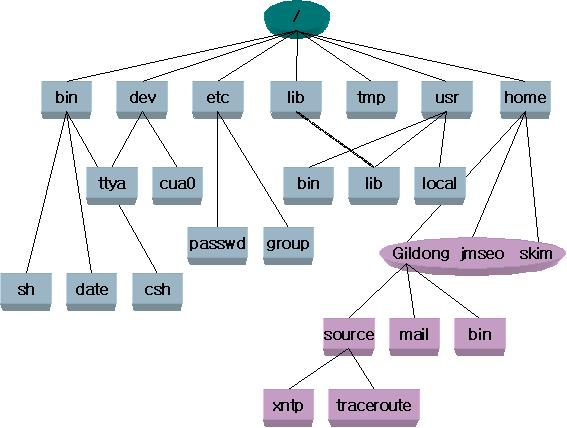 /
bin dev etc lib tmp usr home
ttya cua0 bin lib local
passwd group
Gildong jmseo skim
sh date csh
source mail bin
xntp traceroute